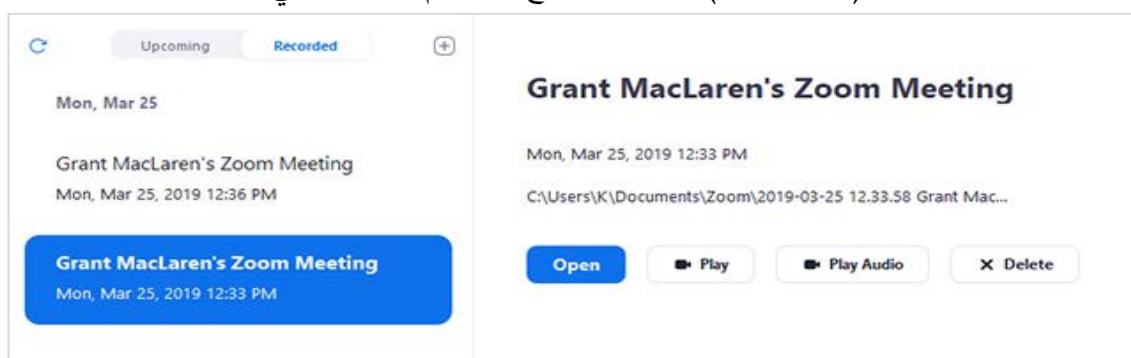 Upcoming Recorded
Mon, Mar 25
Grant MacLaren's Zoom Meeting
Mon, Mar 25, 2019 12:36 PM
Grant MacLaren's Zoom Meeting
Mon, Mar 25, 2019 12:33 PM
Grant MacLaren's Zoom Meeting
Mon, Mar 25, 2019 12:33 PM
C:\Users\K\Documents\Zoom\2019-03-25 12.33.58 Grant Mac...
Open Play Play Audio Delete